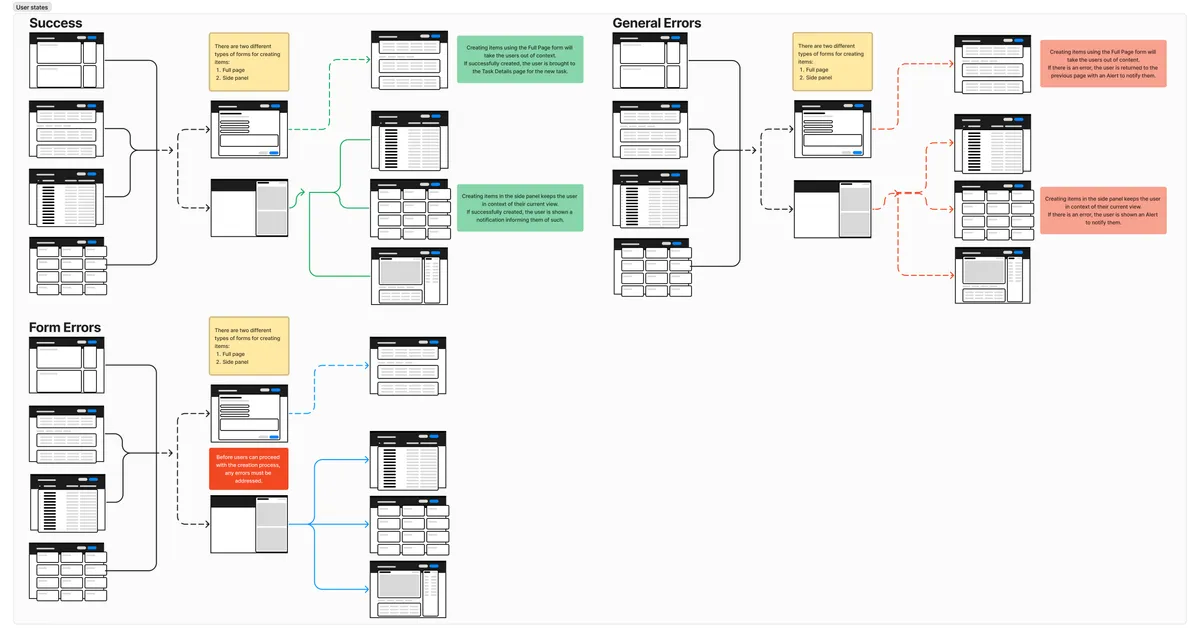 User states
Success
There are two different
types of forms for creating
items:
1. Full page
2. Side panel
Creating items using the Full Page form will
take the users out of context.
If successfully created, the user is brought to
the Task Details page for the new task.
Creating items in the side panel keeps the user
in context of their current view.
If successfully created, the user is shown a
notification informing them of such.
General Errors
There are two different
types of forms for creating
items:
1. Full page
2. Side panel
Creating items using the Full Page form will
take the users out of context.
If there is an error, the user is returned to the
previous page with an Alert to notify them.
Creating items in the side panel keeps the user
in context of their current view.
If there is an error, the user is shown an Alert
to notify them.
Form Errors
There are two different
types of forms for creating
items:
1. Full page
2. Side panel
Before users can proceed
with the creation process,
any errors must be
addressed.